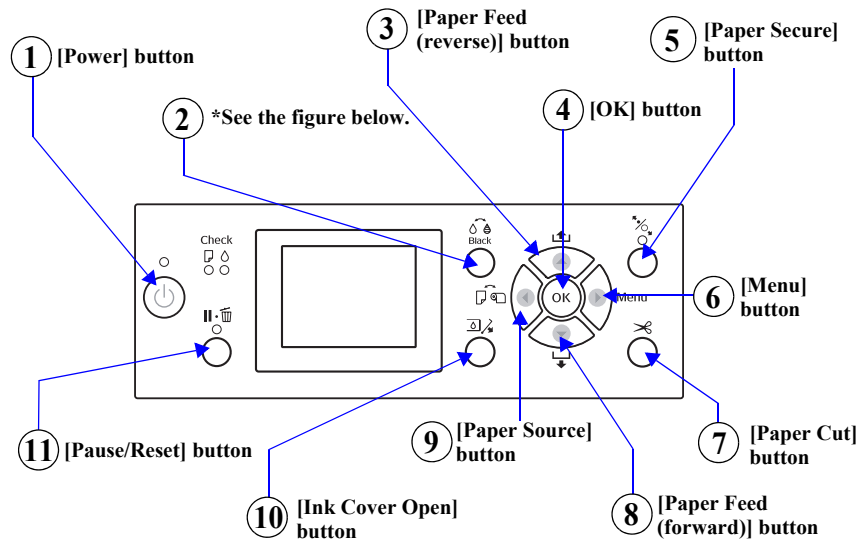 3 [Paper Feed
(reverse)] button
5 [Paper Secure]
button
1 [Power] button
2 *See the figure below.
4 [OK] button
Check
Black
OK
Menu
6 [Menu]
button
11 [Pause/Reset] button
9 [Paper Source]
button
7 [Paper Cut]
button
10 [Ink Cover Open]
button
8 [Paper Feed
(forward)] button